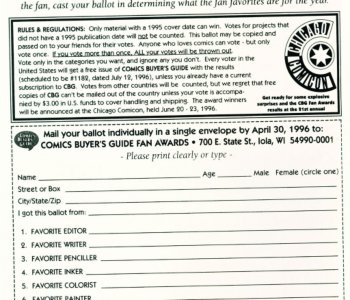 the fan, cast your ballot in determining what the fan favorites are for the year.
RULES & REGULATIONS: Only material with a 1995 cover date can win. Votes for projects that
did not have a 1995 publication date will not be counted. This ballot may be copied and
passed on to your friends for their votes. Anyone who loves comics can vote - but only
vote once. If you vote more than once, ALL your votes will be thrown out.
Vote only in the categories you want, and ignore any you don't. Every voter in the
United States will get a free issue of COMICS BUYER'S GUIDE with the results
(scheduled to be #1182, dated July 12, 1996), unless you already have a current
subscription to CBG. Votes from other countries will be counted, but we regret that free
copies of CBG can't be mailed out of the country unless your vote is accompa-
nied by $3.00 in U.S. funds to cover handling and shipping. The award winners
will be announced at the Chicago Comicon, held June 20 - 23, 1996.
CHICAGO
COMICON
Get ready for some explosive
surprises and the CBG Fan Awards
results at the 21st annual
COMICS
BUYER'S
GUIDE
Mail your ballot individually in a single envelope by April 30, 1996 to:
COMICS BUYER'S GUIDE FAN AWARDS • 700 E. State St., Iola, WI 54990-0001
- Please print clearly or type -
Name Age Male Female (circle one)
Street or Box
City/State/Zip
I got this ballot from:
1. FAVORITE EDITOR
2. FAVORITE WRITER
3. FAVORITE PENCILLER
4. FAVORITE INKER
5. FAVORITE COLORIST
6. FAVORITE PAINTER